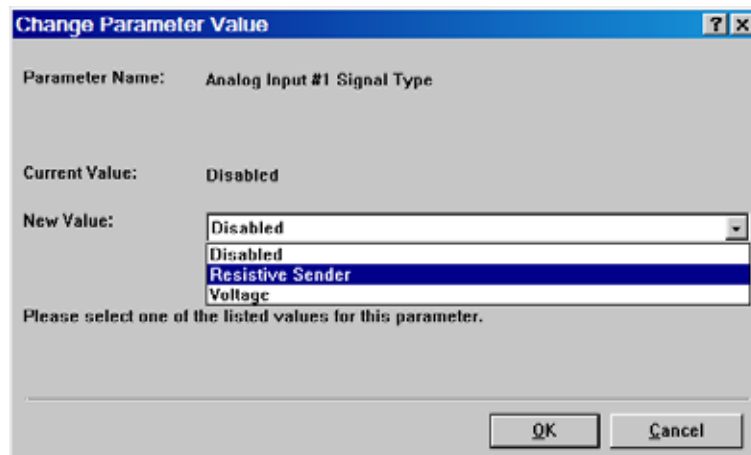 Change Parameter Value
Parameter Name: Analog Input #1 Signal Type
Current Value: Disabled
New Value: Disabled
Disabled
Resistive Sender
Voltage
Please select one of the listed values for this parameter.
OK Cancel